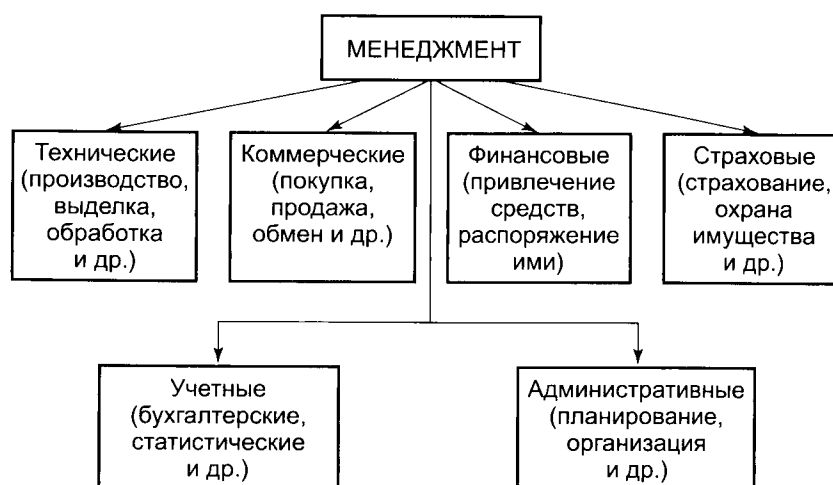 МЕНЕДЖМЕНТ
Технические
(производство,
выделка,
обработка
и др.)
Коммерческие
(покупка,
продажа,
обмен и др.)
Финансовые
(привлечение
средств,
распоряжение
ими)
Страховые
(страхование,
охрана
имущества
и др.)
Учетные
(бухгалтерские,
статистические
и др.)
Административные
(планирование,
организация
и др.)